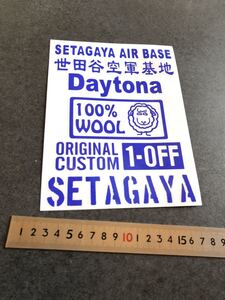 SETAGAYA AIR BASE
世田谷空軍基地
Daytona
100%
WOOL
ORIGINAL
CUSTOM
1-OFF
SETAGAYA
1 2 3 4 5 6 7 8 9 10 1 2 3 4 15 6 7 8 9